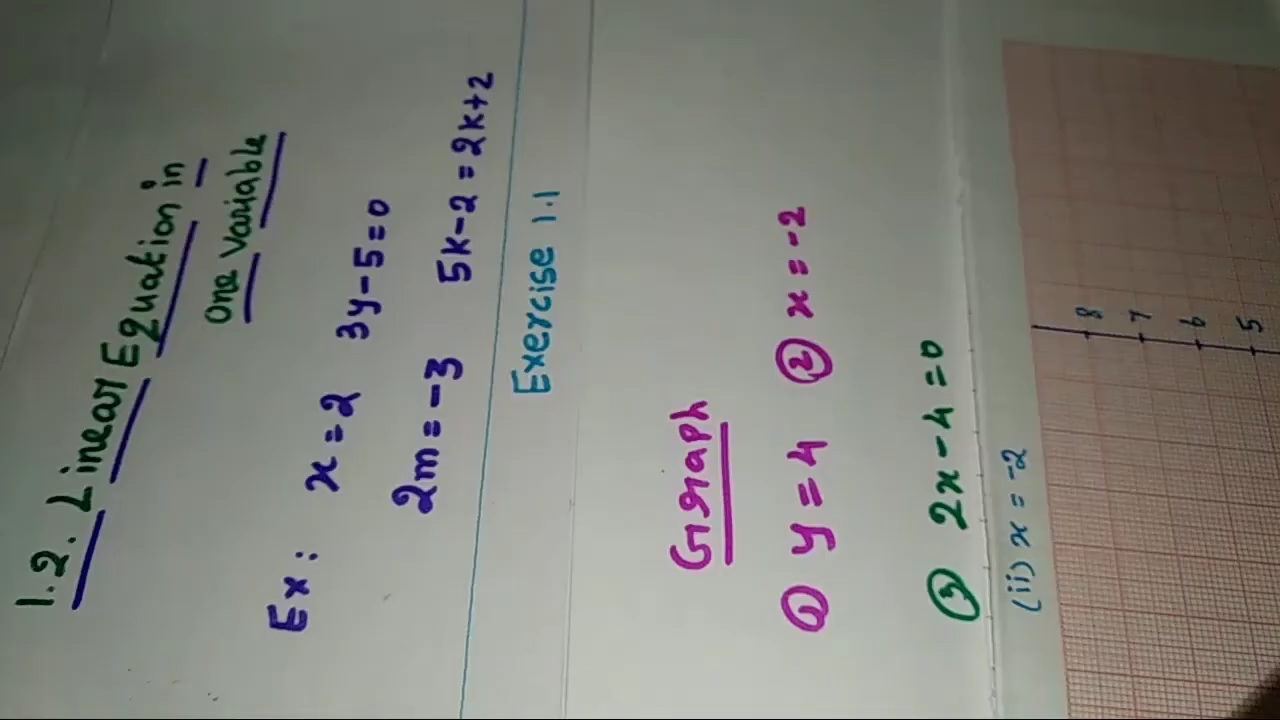 1.2. Linear Equation in
One Variable
Ex: x=2 3y-5=0
2m=-3 5k-2=2k+2
Exercise 1.1
Graph
① y=4 ② x=-2
③ 2x-4=0
(ii) x=-2
8
7
6
5